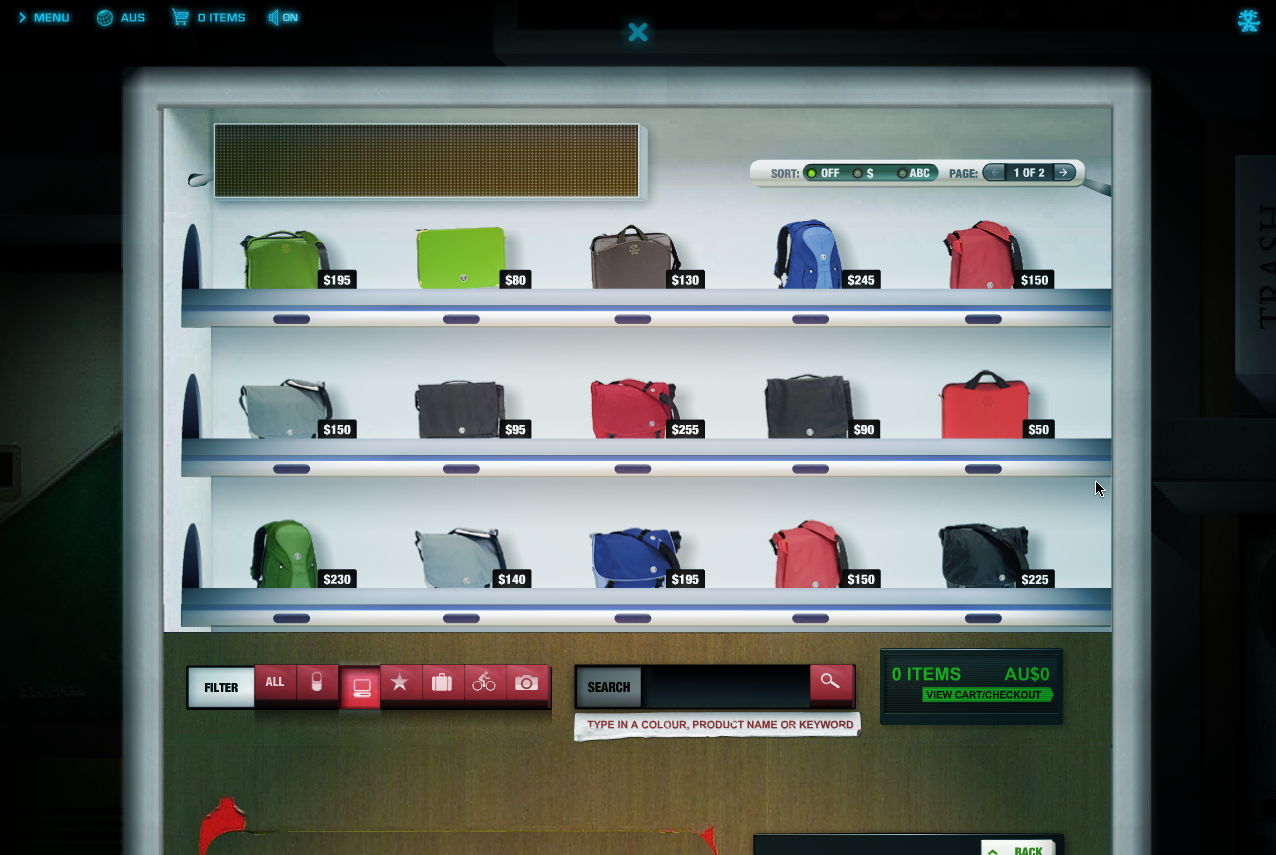 MENU
AUS
0 ITEMS
ON
SORT:
OFF
$
ABC
PAGE:
1 OF 2
$195
$80
$130
$245
$150
$150
$95
$255
$90
$50
$230
$140
$195
$150
$225
TRASH
FILTER
ALL
SEARCH
TYPE IN A COLOUR, PRODUCT NAME OR KEYWORD
0 ITEMS
AU$0
VIEW CART/CHECKOUT
BACK